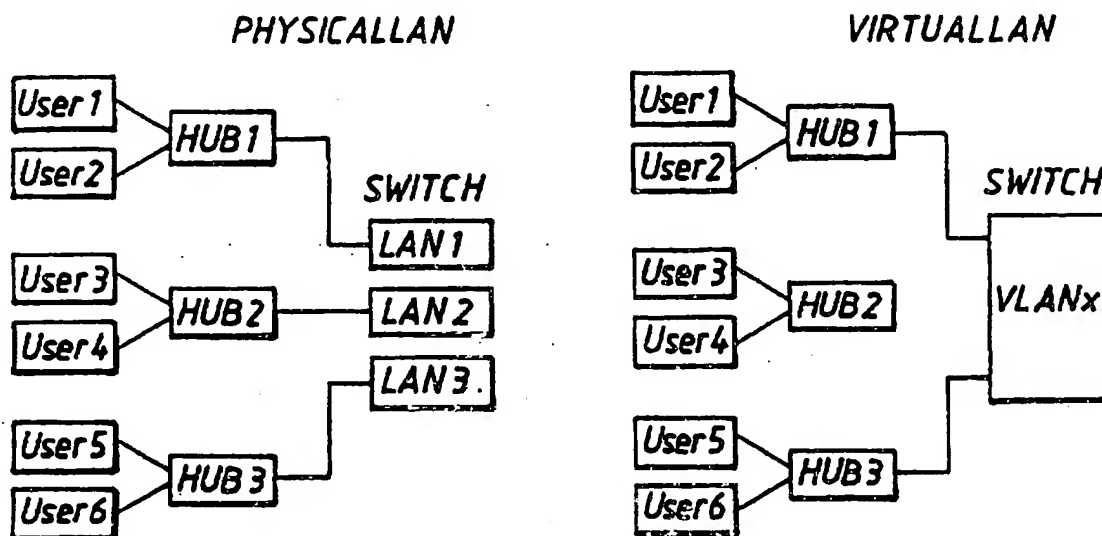 PHYSICALLAN
User1
User2
HUB1
SWITCH
LAN1
User3
User4
HUB2
LAN2
LAN3.
User5
User6
HUB3
VIRTUALLAN
User1
User2
HUB1
SWITCH
User3
User4
HUB2
VLANx
User5
User6
HUB3